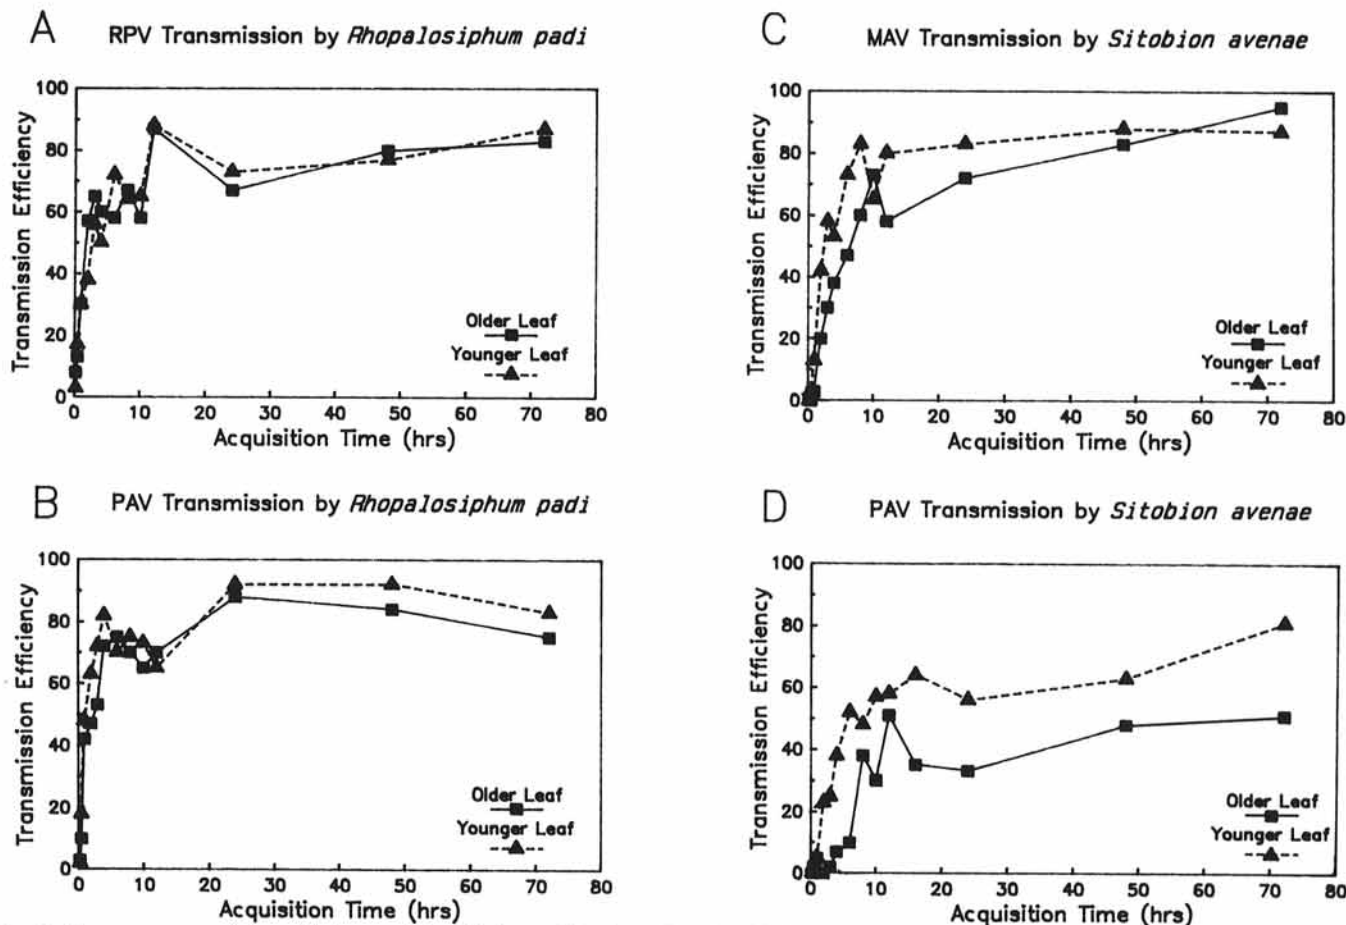 A
RPV Transmission by Rhopalosiphum padi
Transmission Efficiency
100
80
60
40
20
0
0 10 20 30 40 50 60 70 80
Acquisition Time (hrs)
Older Leaf
Younger Leaf
B
PAV Transmission by Rhopalosiphum padi
Transmission Efficiency
100
80
60
40
20
0
0 10 20 30 40 50 60 70 80
Acquisition Time (hrs)
Older Leaf
Younger Leaf
C
MAV Transmission by Sitobion avenae
Transmission Efficiency
100
80
60
40
20
0
0 10 20 30 40 50 60 70 80
Acquisition Time (hrs)
Older Leaf
Younger Leaf
D
PAV Transmission by Sitobion avenae
Transmission Efficiency
100
80
60
40
20
0
0 10 20 30 40 50 60 70 80
Acquisition Time (hrs)
Older Leaf
Younger Leaf